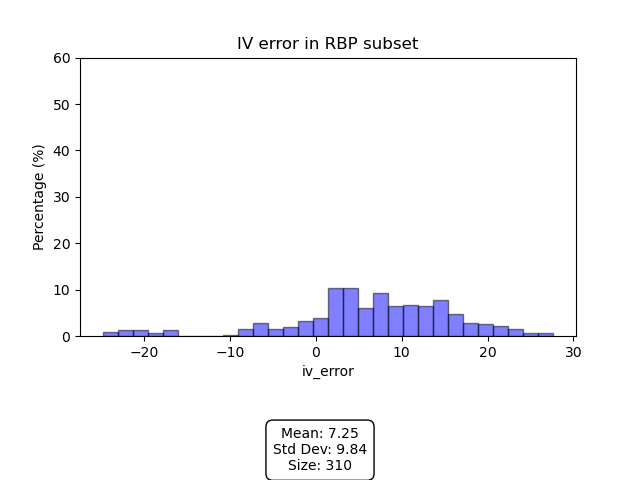 IV error in RBP subset
60
50
40
30
20
10
0
Percentage (%)
−20
−10
0
10
20
30
iv_error
Mean: 7.25
Std Dev: 9.84
Size: 310